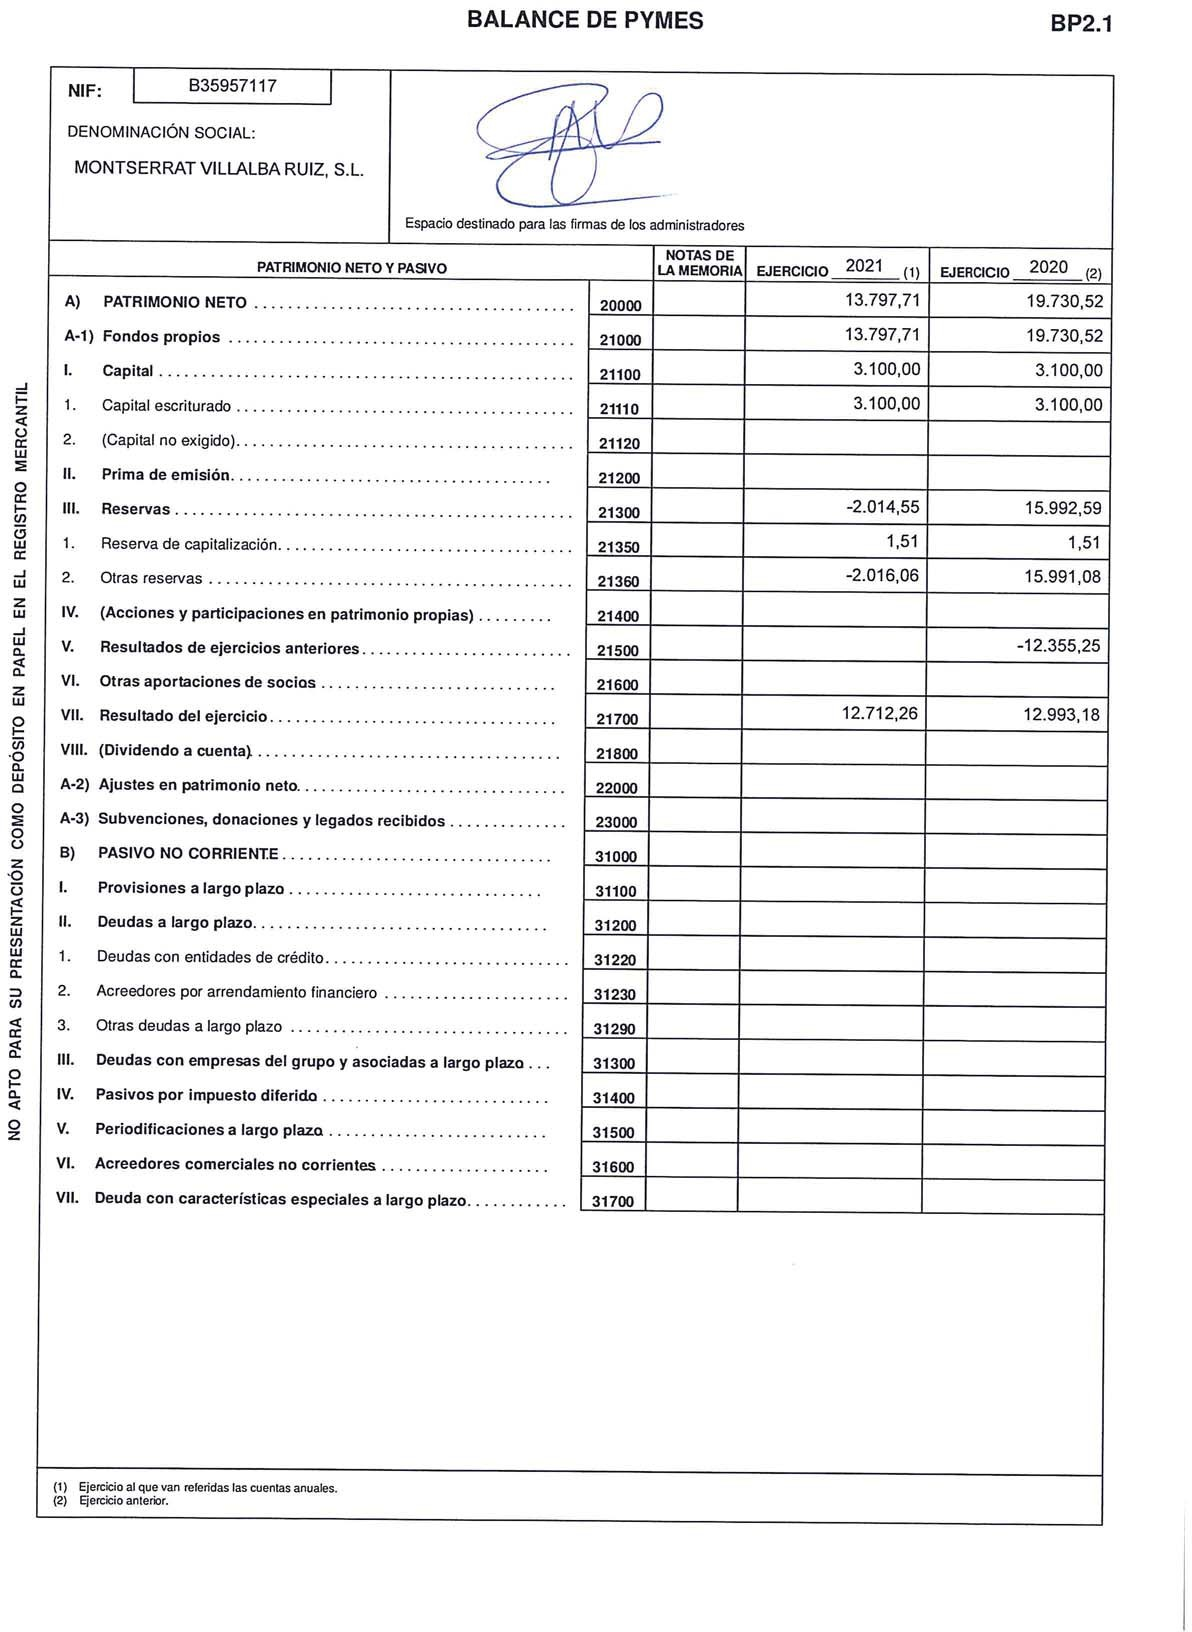 BALANCE DE PYMES
BP2.1
NIF: B35957117
DENOMINACIÓN SOCIAL:
MONTSERRAT VILLALBA RUIZ, S.L.
Espacio destinado para las firmas de los administradores
PATRIMONIO NETO Y PASIVO NOTAS DE LA MEMORIA EJERCICIO 2021 (1) EJERCICIO 2020 (2)
A) PATRIMONIO NETO 20000 13.797,71 19.730,52
A-1) Fondos propios 21000 13.797,71 19.730,52
I. Capital 21100 3.100,00 3.100,00
1. Capital escriturado 21110 3.100,00 3.100,00
2. (Capital no exigido) 21120
II. Prima de emisión 21200
III. Reservas 21300 -2.014,55 15.992,59
1. Reserva de capitalización 21350 1,51 1,51
2. Otras reservas 21360 -2.016,06 15.991,08
IV. (Acciones y participaciones en patrimonio propias) 21400
V. Resultados de ejercicios anteriores 21500 -12.355,25
VI. Otras aportaciones de socios 21600
VII. Resultado del ejercicio 21700 12.712,26 12.993,18
VIII. (Dividendo a cuenta) 21800
A-2) Ajustes en patrimonio neto 22000
A-3) Subvenciones, donaciones y legados recibidos 23000
B) PASIVO NO CORRIENTE 31000
I. Provisiones a largo plazo 31100
II. Deudas a largo plazo 31200
1. Deudas con entidades de crédito 31220
2. Acreedores por arrendamiento financiero 31230
3. Otras deudas a largo plazo 31290
III. Deudas con empresas del grupo y asociadas a largo plazo 31300
IV. Pasivos por impuesto diferido 31400
V. Periodificaciones a largo plazo 31500
VI. Acreedores comerciales no corrientes 31600
VII. Deuda con características especiales a largo plazo 31700
(1) Ejercicio al que van referidas las cuentas anuales.
(2) Ejercicio anterior.
NO APTO PARA SU PRESENTACIÓN COMO DEPÓSITO EN PAPEL EN EL REGISTRO MERCANTIL